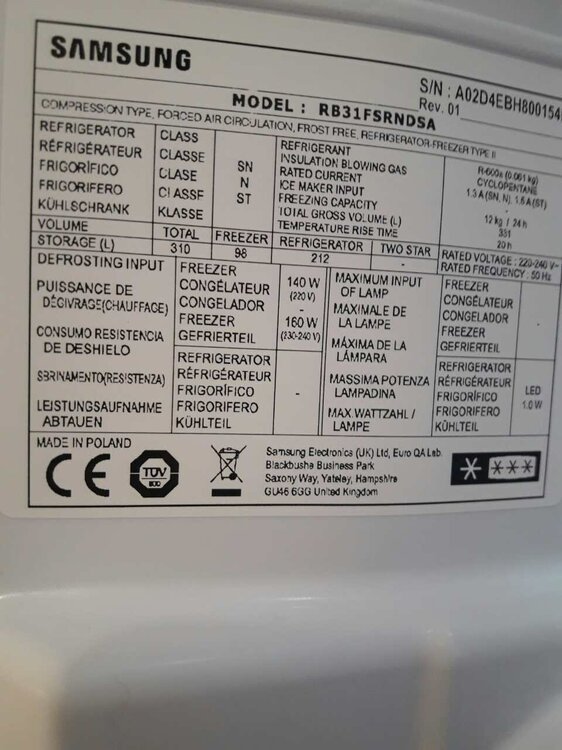 SAMSUNG
S/N : A02D4EBH800154
MODEL : RB31FSRNDSA Rev. 01
COMPRESSION TYPE, FORCED AIR CIRCULATION, FROST FREE, REFRIGERATOR-FREEZER TYPE II
REFRIGERATOR CLASS
RÉFRIGÉRATEUR CLASSE
FRIGORÍFICO CLASE
FRIGORIFERO CLASSE
KÜHLSCHRANK KLASSE
SN
N
ST
REFRIGERANT R-600a (0.061 kg)
INSULATION BLOWING GAS CYCLOPENTANE
RATED CURRENT 1.3 A (SN, N), 1.6 A (ST)
ICE MAKER INPUT -
FREEZING CAPACITY 12 kg / 24 h
TOTAL GROSS VOLUME (L) 331
TEMPERATURE RISE TIME 20 h
VOLUME TOTAL FREEZER REFRIGERATOR TWO STAR RATED VOLTAGE : 220-240 V~
STORAGE (L) 310 98 212 - RATED FREQUENCY : 50 Hz
DEFROSTING INPUT
PUISSANCE DE
DÉGIVRAGE(CHAUFFAGE)
CONSUMO RESISTENCIA
DE DESHIELO
SBRINAMENTO(RESISTENZA)
LEISTUNGSAUFNAHME
ABTAUEN
FREEZER
CONGÉLATEUR
CONGELADOR
FREEZER
GEFRIERTEIL
140 W
(220 V)
-
160 W
(230-240 V)
REFRIGERATOR
RÉFRIGÉRATEUR
FRIGORÍFICO
FRIGORIFERO
KÜHLTEIL
-
MAXIMUM INPUT
OF LAMP
MAXIMALE DE
LA LAMPE
MÁXIMA DE LA
LÁMPARA
MASSIMA POTENZA
LAMPADINA
MAX.WATTZAHL /
LAMPE
FREEZER
CONGÉLATEUR
CONGELADOR
FREEZER
GEFRIERTEIL
-
REFRIGERATOR
RÉFRIGÉRATEUR
FRIGORÍFICO
FRIGORIFERO
KÜHLTEIL
LED
1.0 W
MADE IN POLAND
CE
TÜV
Samsung Electronics (UK) Ltd, Euro QA Lab.
Blackbushe Business Park
Saxony Way, Yateley, Hampshire
GU46 6GG United Kingdom